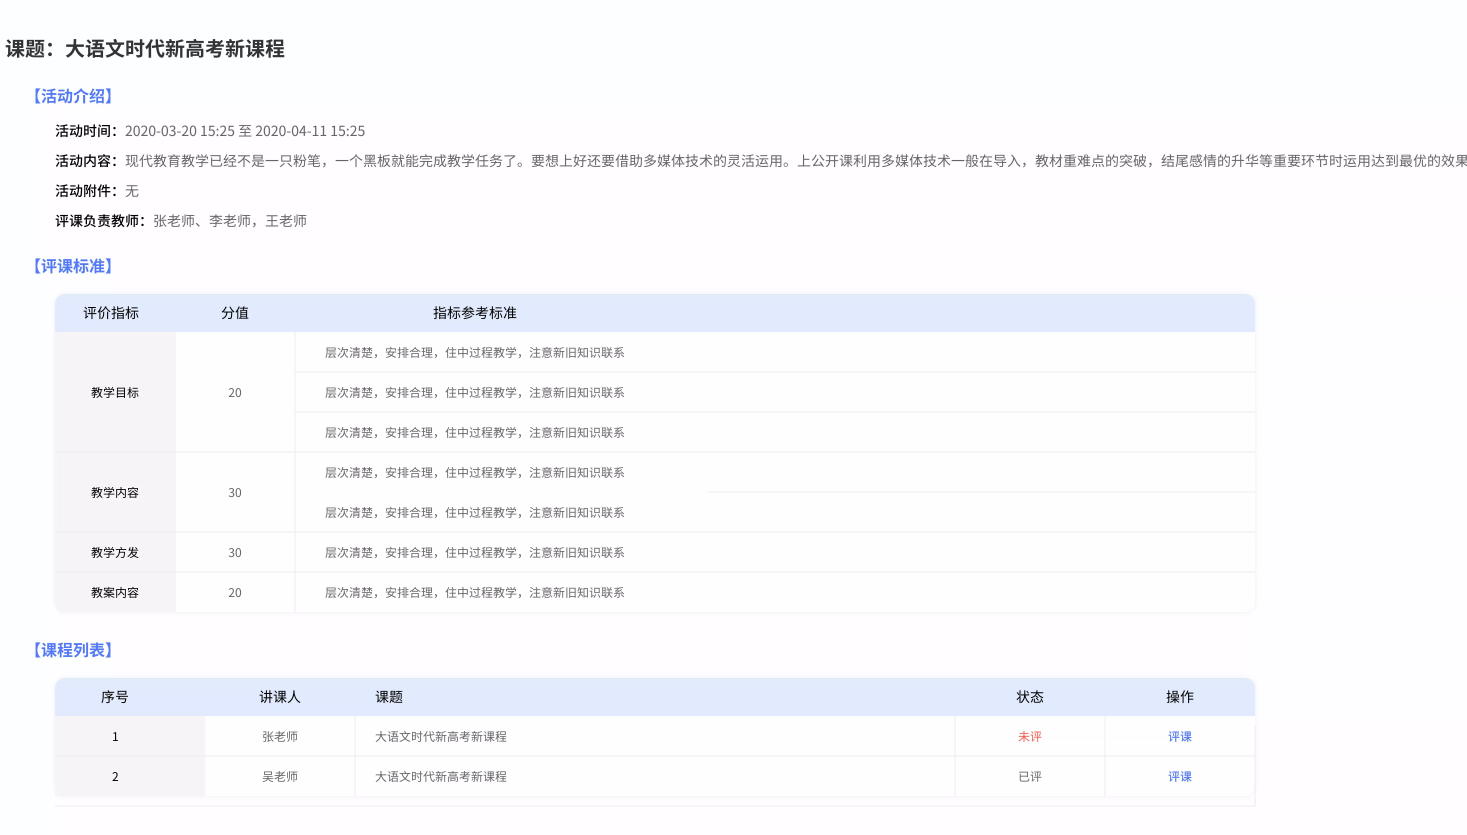 课题：大语文时代新高考新课程
【活动介绍】
活动时间：2020-03-20 15:25 至 2020-04-11 15:25
活动内容：现代教育教学已经不是一只粉笔，一个黑板就能完成教学任务了。要想上好还要借助多媒体技术的灵活运用。上公开课利用多媒体技术一般在导入，教材重难点的突破，结尾感情的升华等重要环节时运用达到最优的效果
活动附件：无
评课负责教师：张老师、李老师，王老师
【评课标准】
评价指标 分值 指标参考标准
层次清楚，安排合理，住中过程教学，注意新旧知识联系
教学目标 20 层次清楚，安排合理，住中过程教学，注意新旧知识联系
层次清楚，安排合理，住中过程教学，注意新旧知识联系
层次清楚，安排合理，住中过程教学，注意新旧知识联系
教学内容 30
层次清楚，安排合理，住中过程教学，注意新旧知识联系
教学方发 30 层次清楚，安排合理，住中过程教学，注意新旧知识联系
教案内容 20 层次清楚，安排合理，住中过程教学，注意新旧知识联系
【课程列表】
序号 讲课人 课题 状态 操作
1 张老师 大语文时代新高考新课程 未评 评课
2 吴老师 大语文时代新高考新课程 已评 评课